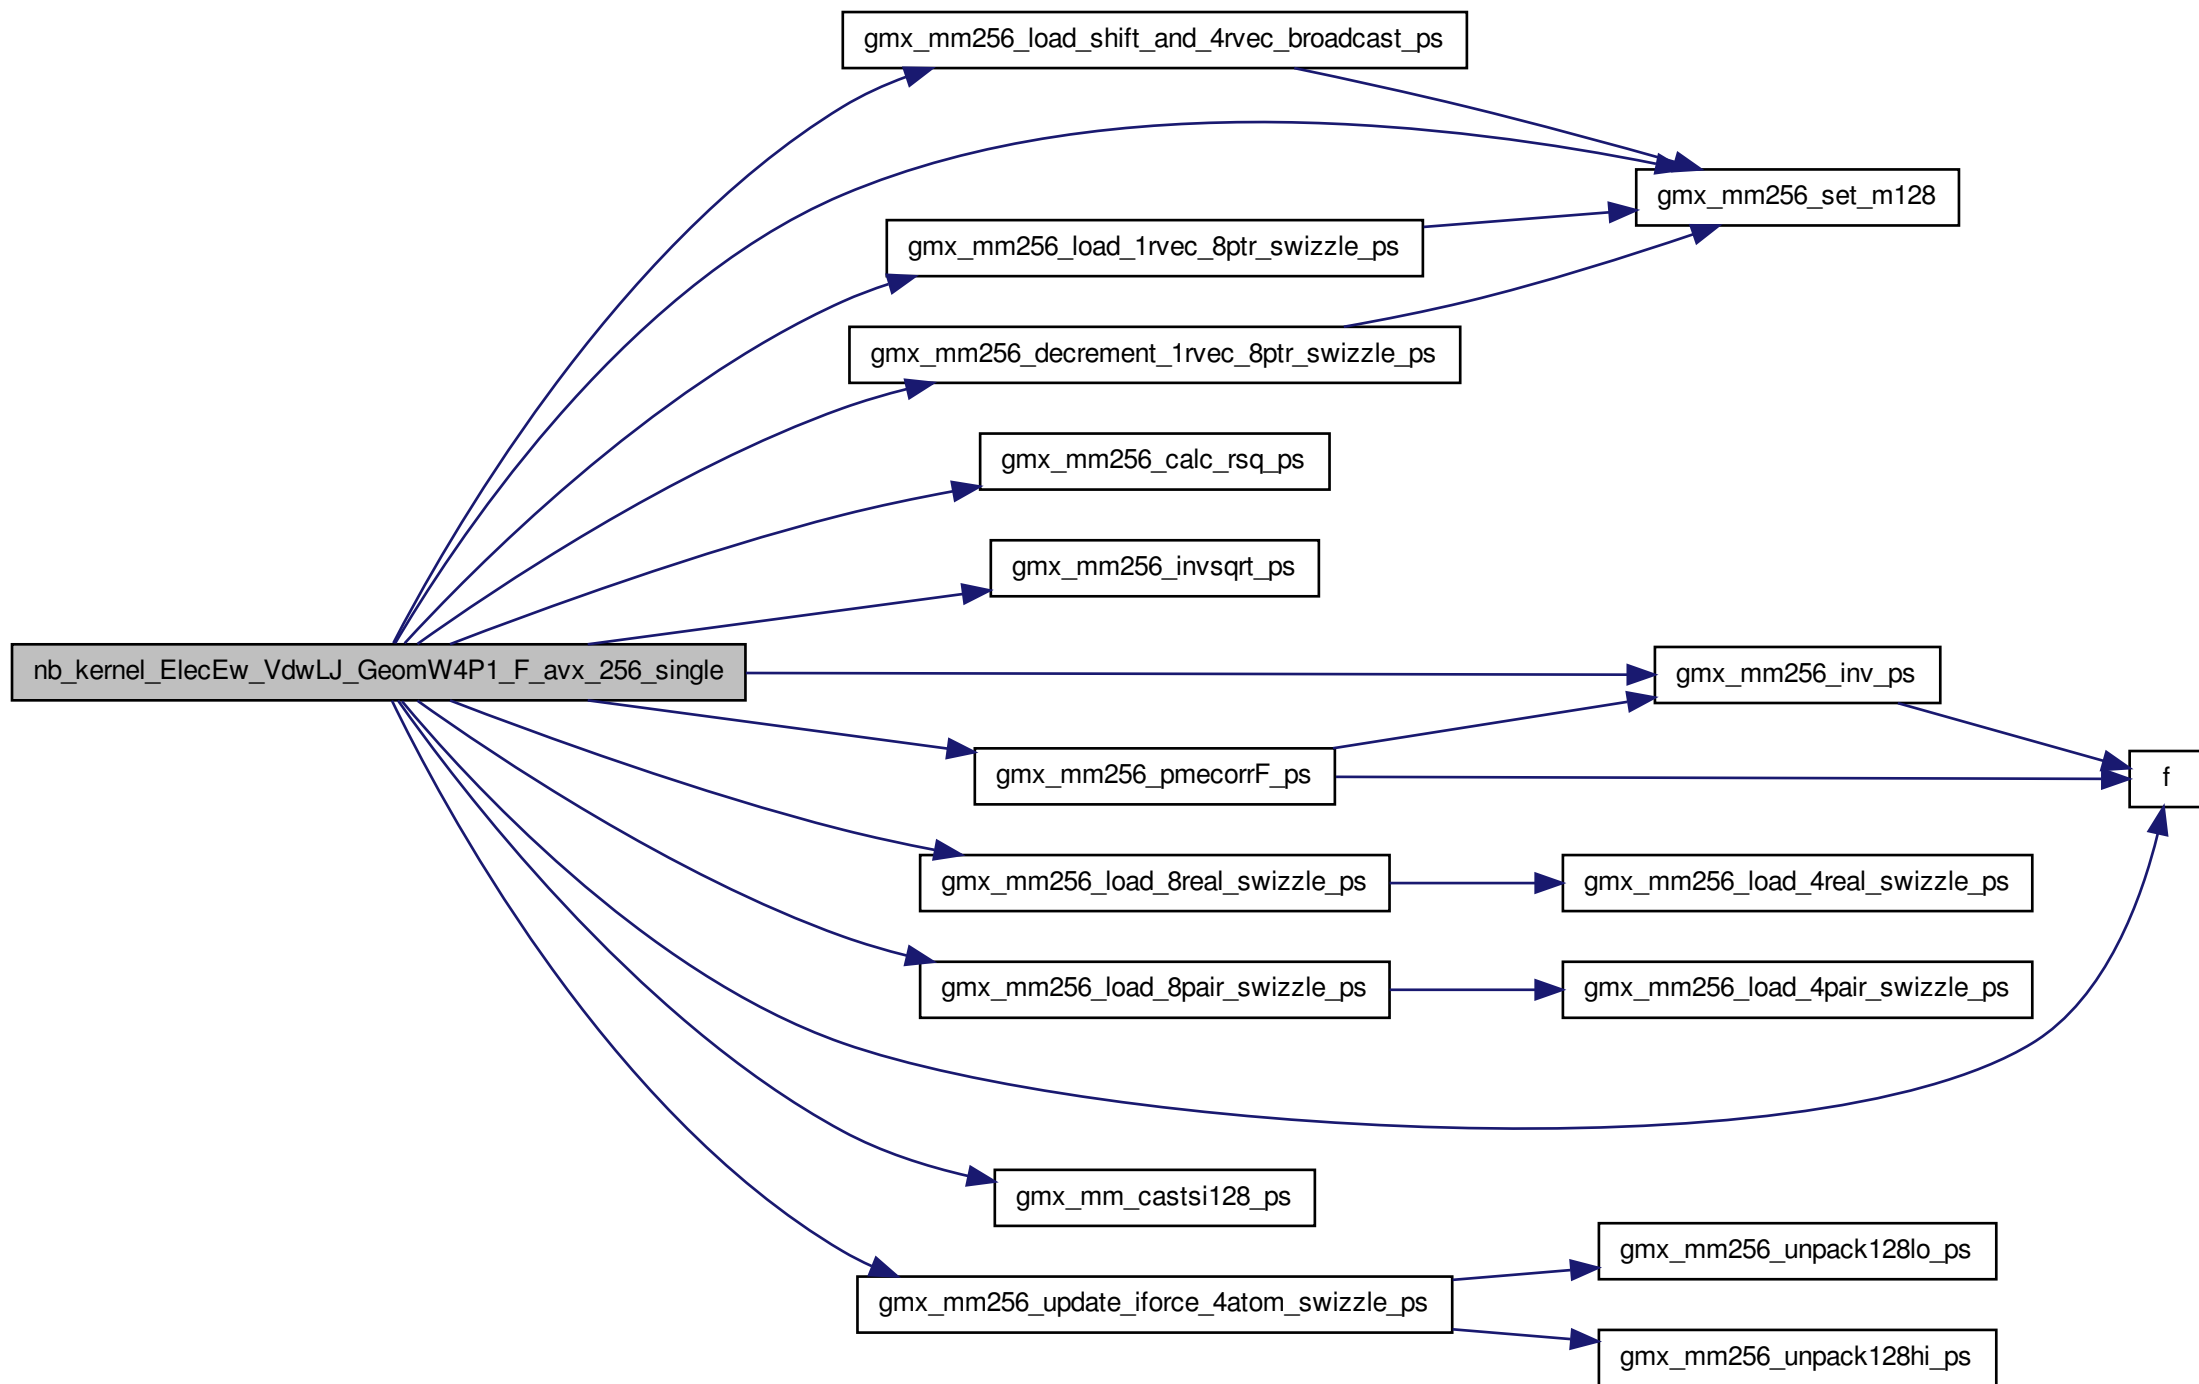 gmx_mm256_load_shift_and_4rvec_broadcast_ps
gmx_mm256_set_m128
gmx_mm256_load_1rvec_8ptr_swizzle_ps
gmx_mm256_decrement_1rvec_8ptr_swizzle_ps
gmx_mm256_calc_rsq_ps
gmx_mm256_invsqrt_ps
nb_kernel_ElecEw_VdwLJ_GeomW4P1_F_avx_256_single
gmx_mm256_inv_ps
gmx_mm256_pmecorrF_ps
f
gmx_mm256_load_8real_swizzle_ps
gmx_mm256_load_4real_swizzle_ps
gmx_mm256_load_8pair_swizzle_ps
gmx_mm256_load_4pair_swizzle_ps
gmx_mm_castsi128_ps
gmx_mm256_unpack128lo_ps
gmx_mm256_update_iforce_4atom_swizzle_ps
gmx_mm256_unpack128hi_ps